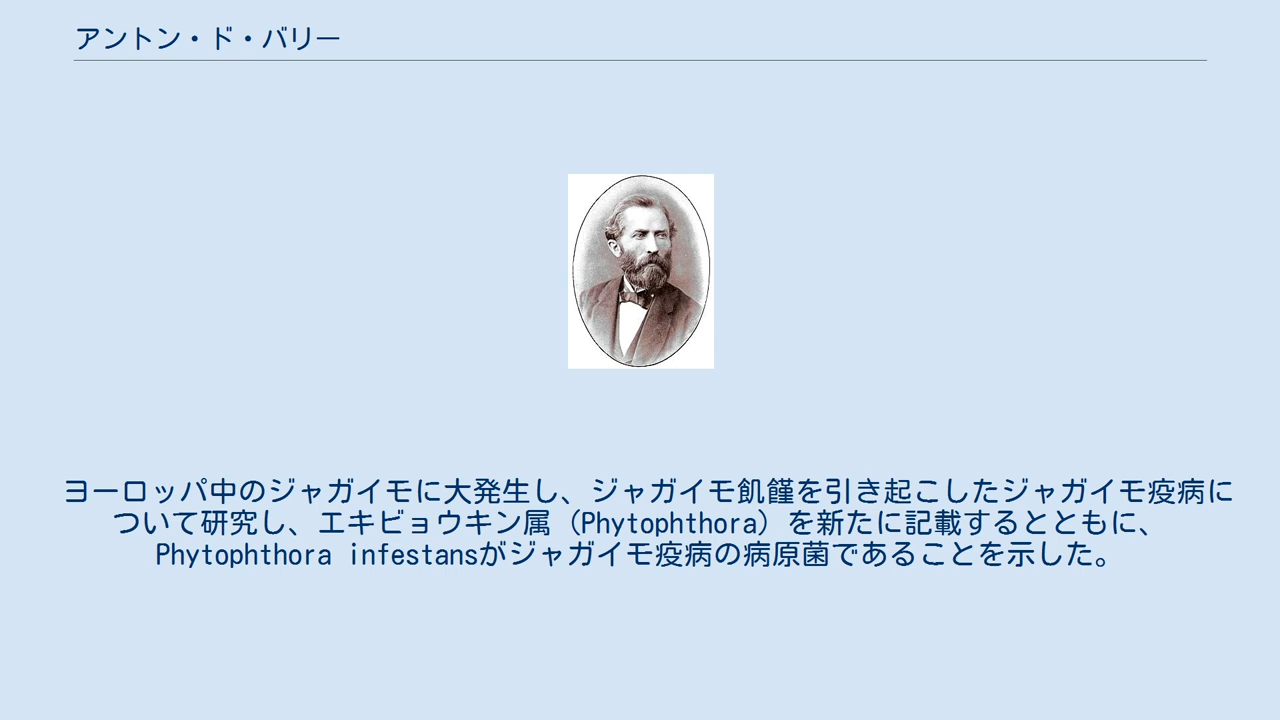 アントン・ド・バリー
ヨーロッパ中のジャガイモに大発生し、ジャガイモ飢饉を引き起こしたジャガイモ疫病に
ついて研究し、エキビョウキン属（Phytophthora）を新たに記載するとともに、
Phytophthora infestansがジャガイモ疫病の病原菌であることを示した。